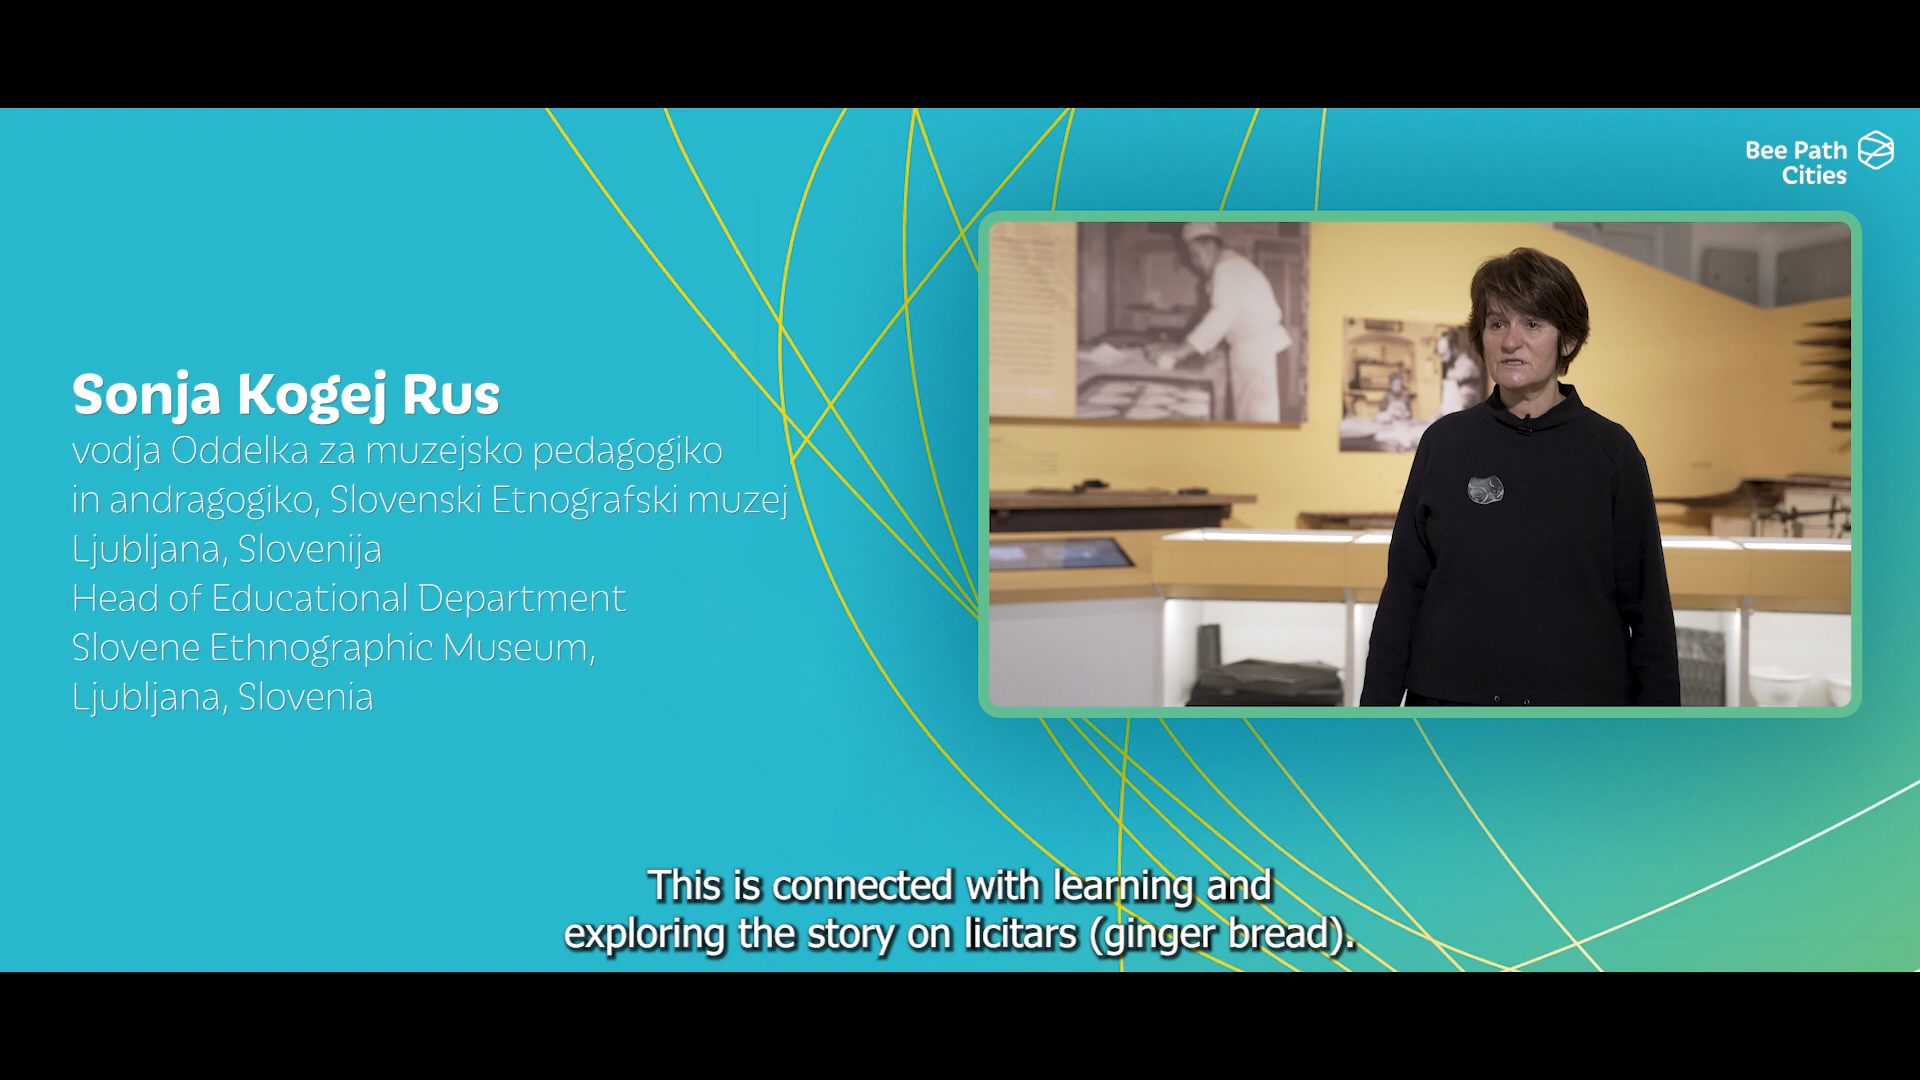 Bee Path
Cities
Sonja Kogej Rus
vodja Oddelka za muzejsko pedagogiko
in andragogiko, Slovenski Etnografski muzej
Ljubljana, Slovenija
Head of Educational Department
Slovene Ethnographic Museum,
Ljubljana, Slovenia
This is connected with learning and
exploring the story on licitars (ginger bread).